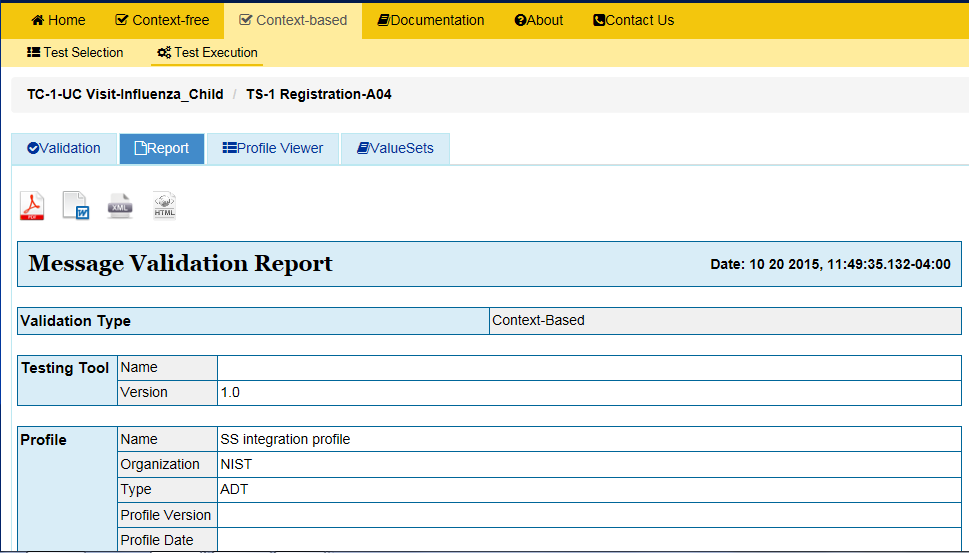 Home Context-free Context-based Documentation About Contact Us
Test Selection Test Execution
TC-1-UC Visit-Influenza_Child / TS-1 Registration-A04
Validation Report Profile Viewer ValueSets
PDF W XML HTML
Message Validation Report Date: 10 20 2015, 11:49:35.132-04:00
Validation Type Context-Based
Testing Tool Name
Version 1.0
Profile Name SS integration profile
Organization NIST
Type ADT
Profile Version
Profile Date